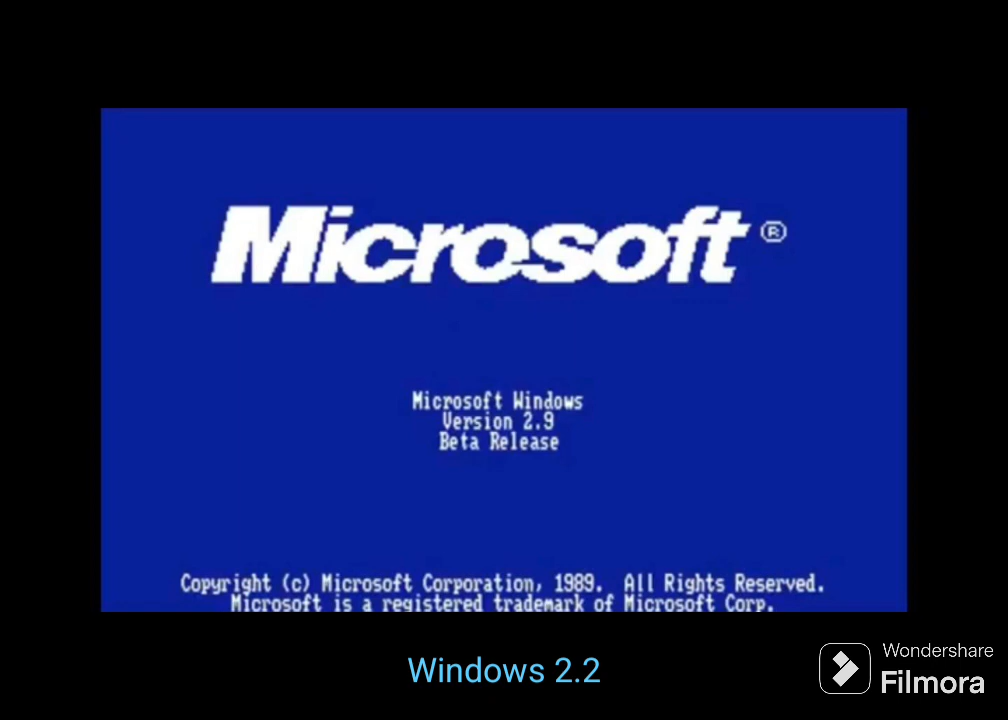 Microsoft®
Microsoft Windows
Version 2.9
Beta Release
Copyright (c) Microsoft Corporation, 1989. All Rights Reserved.
Microsoft is a registered trademark of Microsoft Corp.
Windows 2.2
Wondershare
Filmora